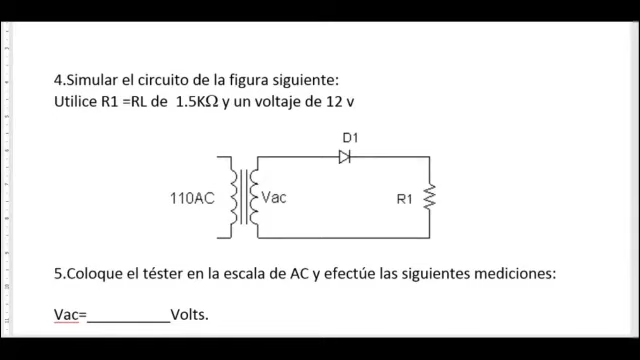 4.Simular el circuito de la figura siguiente:
Utilice R1 =RL de 1.5KΩ y un voltaje de 12 v
D1
110AC
Vac
R1
5.Coloque el téster en la escala de AC y efectúe las siguientes mediciones:
Vac=__________Volts.